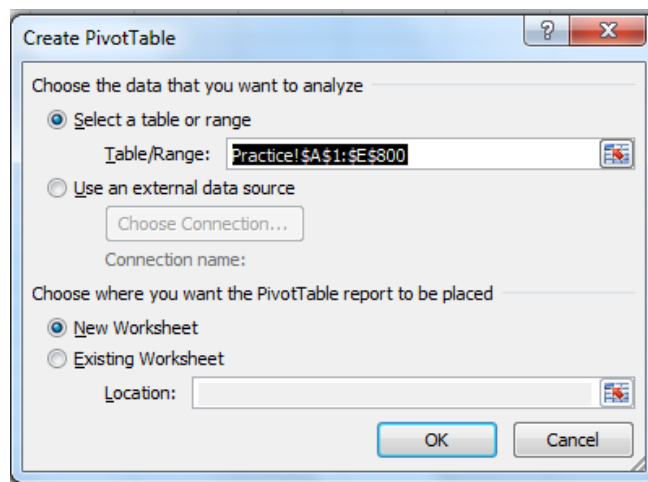 Create PivotTable
Choose the data that you want to analyze
Select a table or range
Table/Range: Practice!$A$1:$E$800
Use an external data source
Choose Connection...
Connection name:
Choose where you want the PivotTable report to be placed
New Worksheet
Existing Worksheet
Location:
OK Cancel